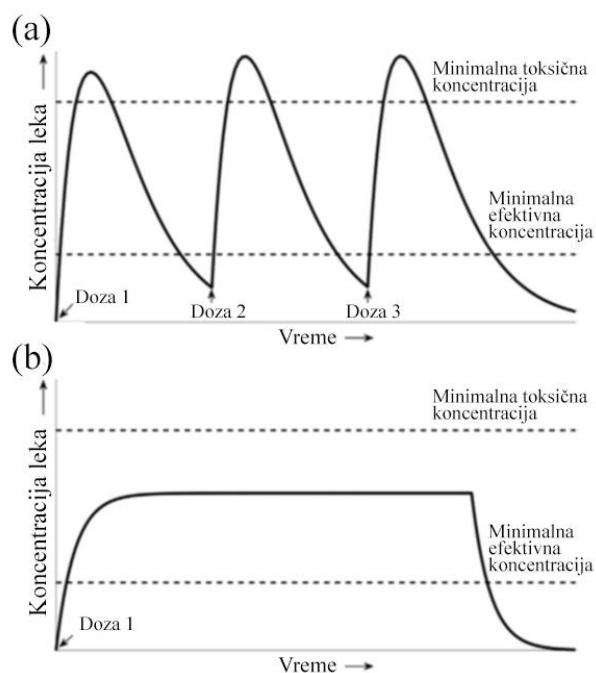 (a)
Koncentracija leka
Minimalna toksična
koncentracija
Minimalna
efektivna
koncentracija
Doza 1
Doza 2
Doza 3
Vreme
(b)
Koncentracija leka
Minimalna toksična
koncentracija
Minimalna
efektivna
koncentracija
Doza 1
Vreme